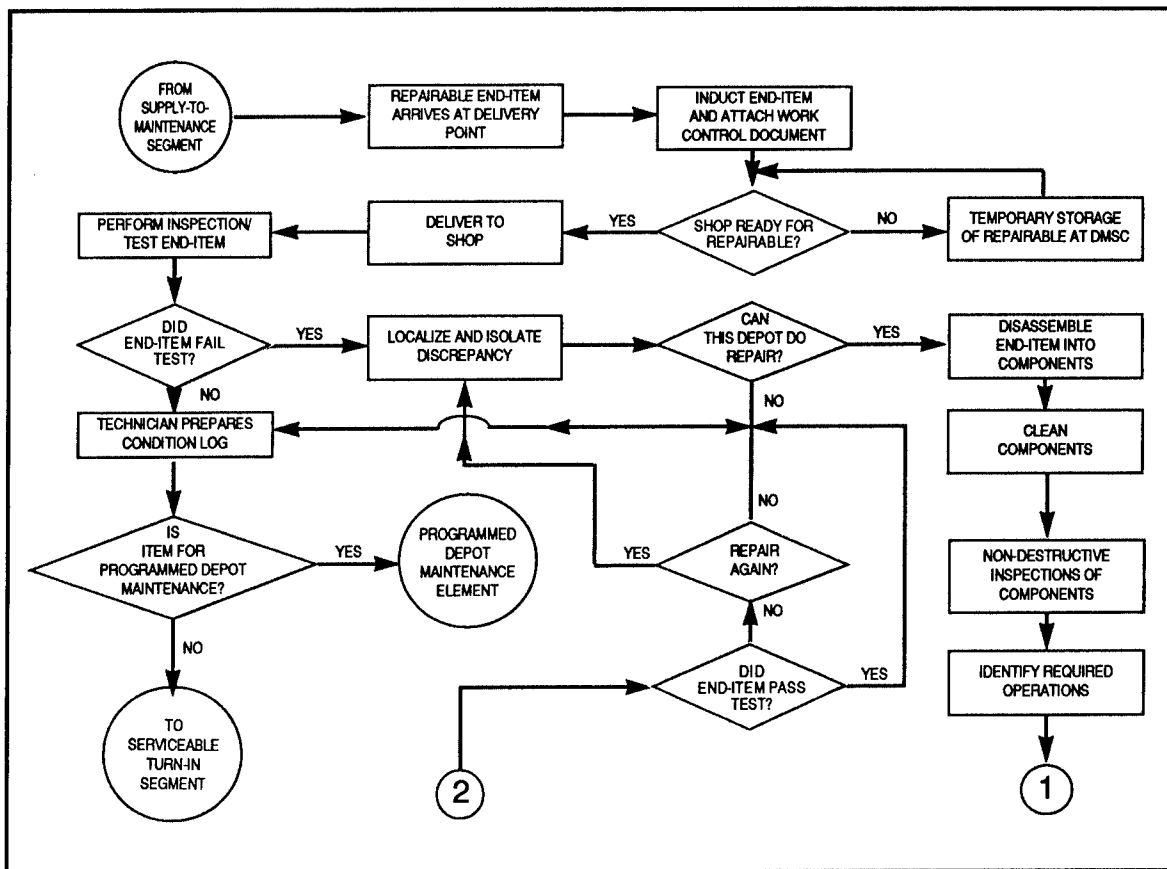 FROM
SUPPLY-TO-
MAINTENANCE
SEGMENT
REPAIRABLE END-ITEM
ARRIVES AT DELIVERY
POINT
INDUCT END-ITEM
AND ATTACH WORK
CONTROL DOCUMENT
PERFORM INSPECTION/
TEST END-ITEM
DELIVER TO
SHOP
YES
SHOP READY FOR
REPAIRABLE?
NO
TEMPORARY STORAGE
OF REPAIRABLE AT DMSC
DID
END-ITEM FAIL
TEST?
YES
LOCALIZE AND ISOLATE
DISCREPANCY
CAN
THIS DEPOT DO
REPAIR?
YES
DISASSEMBLE
END-ITEM INTO
COMPONENTS
NO
NO
TECHNICIAN PREPARES
CONDITION LOG
CLEAN
COMPONENTS
NO
IS
ITEM FOR
PROGRAMMED DEPOT
MAINTENANCE?
YES
PROGRAMMED
DEPOT
MAINTENANCE
ELEMENT
YES
REPAIR
AGAIN?
NON-DESTRUCTIVE
INSPECTIONS OF
COMPONENTS
NO
NO
DID
END-ITEM PASS
TEST?
YES
IDENTIFY REQUIRED
OPERATIONS
TO
SERVICEABLE
TURN-IN
SEGMENT
2
1